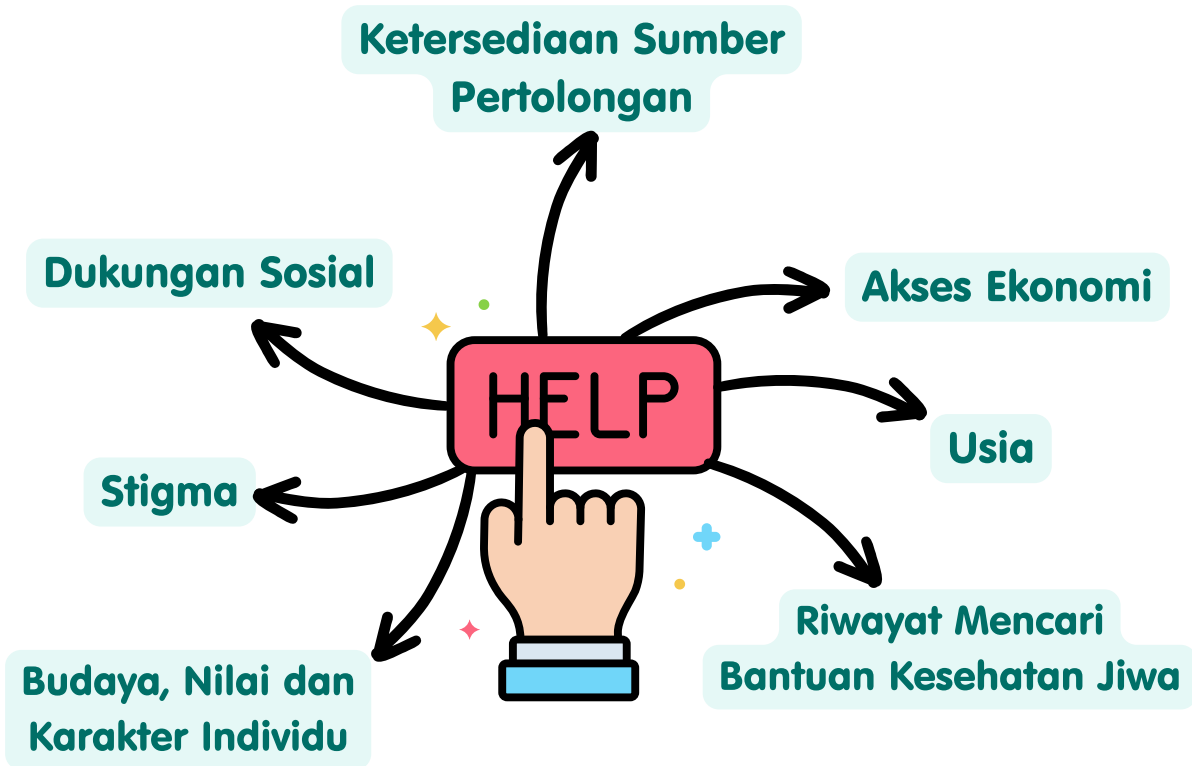 Ketersediaan Sumber
Pertolongan
Dukungan Sosial
Akses Ekonomi
HELP
Usia
Stigma
Riwayat Mencari
Bantuan Kesehatan Jiwa
Budaya, Nilai dan
Karakter Individu